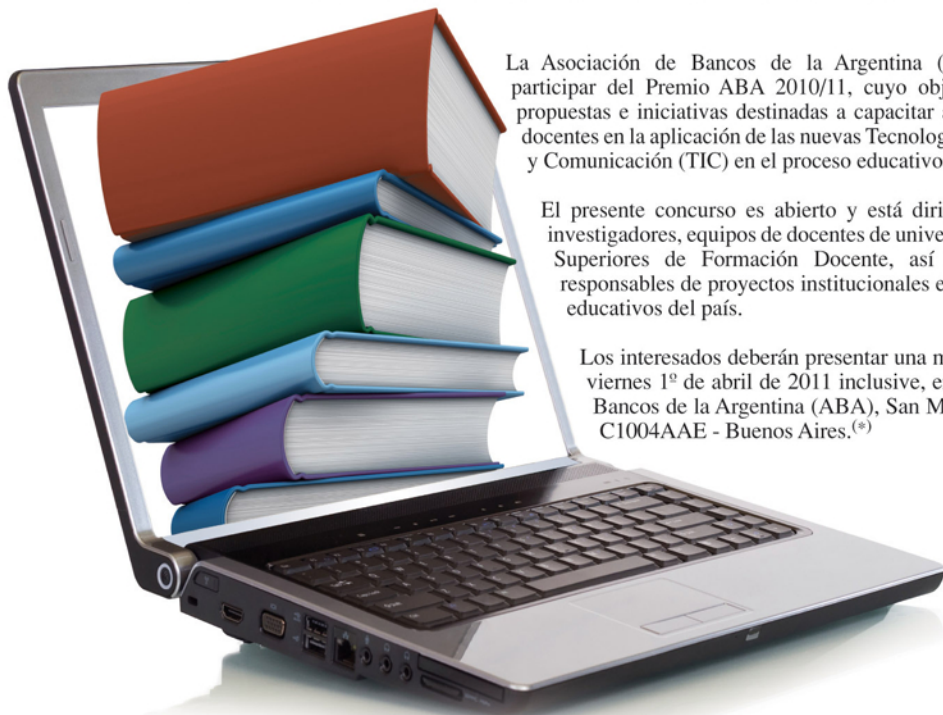 La Asociación de Bancos de la Argentina (
participar del Premio ABA 2010/11, cuyo obj
propuestas e iniciativas destinadas a capacitar
docentes en la aplicación de las nuevas Tecnolog
y Comunicación (TIC) en el proceso educativo
El presente concurso es abierto y está diri
investigadores, equipos de docentes de unive
Superiores de Formación Docente, así
responsables de proyectos institucionales e
educativos del país.
Los interesados deberán presentar una m
viernes 1º de abril de 2011 inclusive, e
Bancos de la Argentina (ABA), San M
C1004AAE - Buenos Aires.(*)